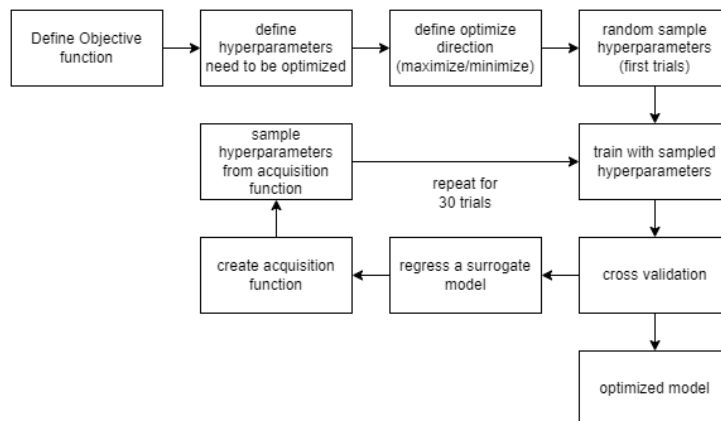 Define Objective
function
define
hyperparameters
need to be optimized
define optimize
direction
(maximize/minimize)
random sample
hyperparameters
(first trials)
sample
hyperparameters
from acquisition
function
repeat for
30 trials
train with sampled
hyperparameters
create acquisition
function
regress a surrogate
model
cross validation
optimized model